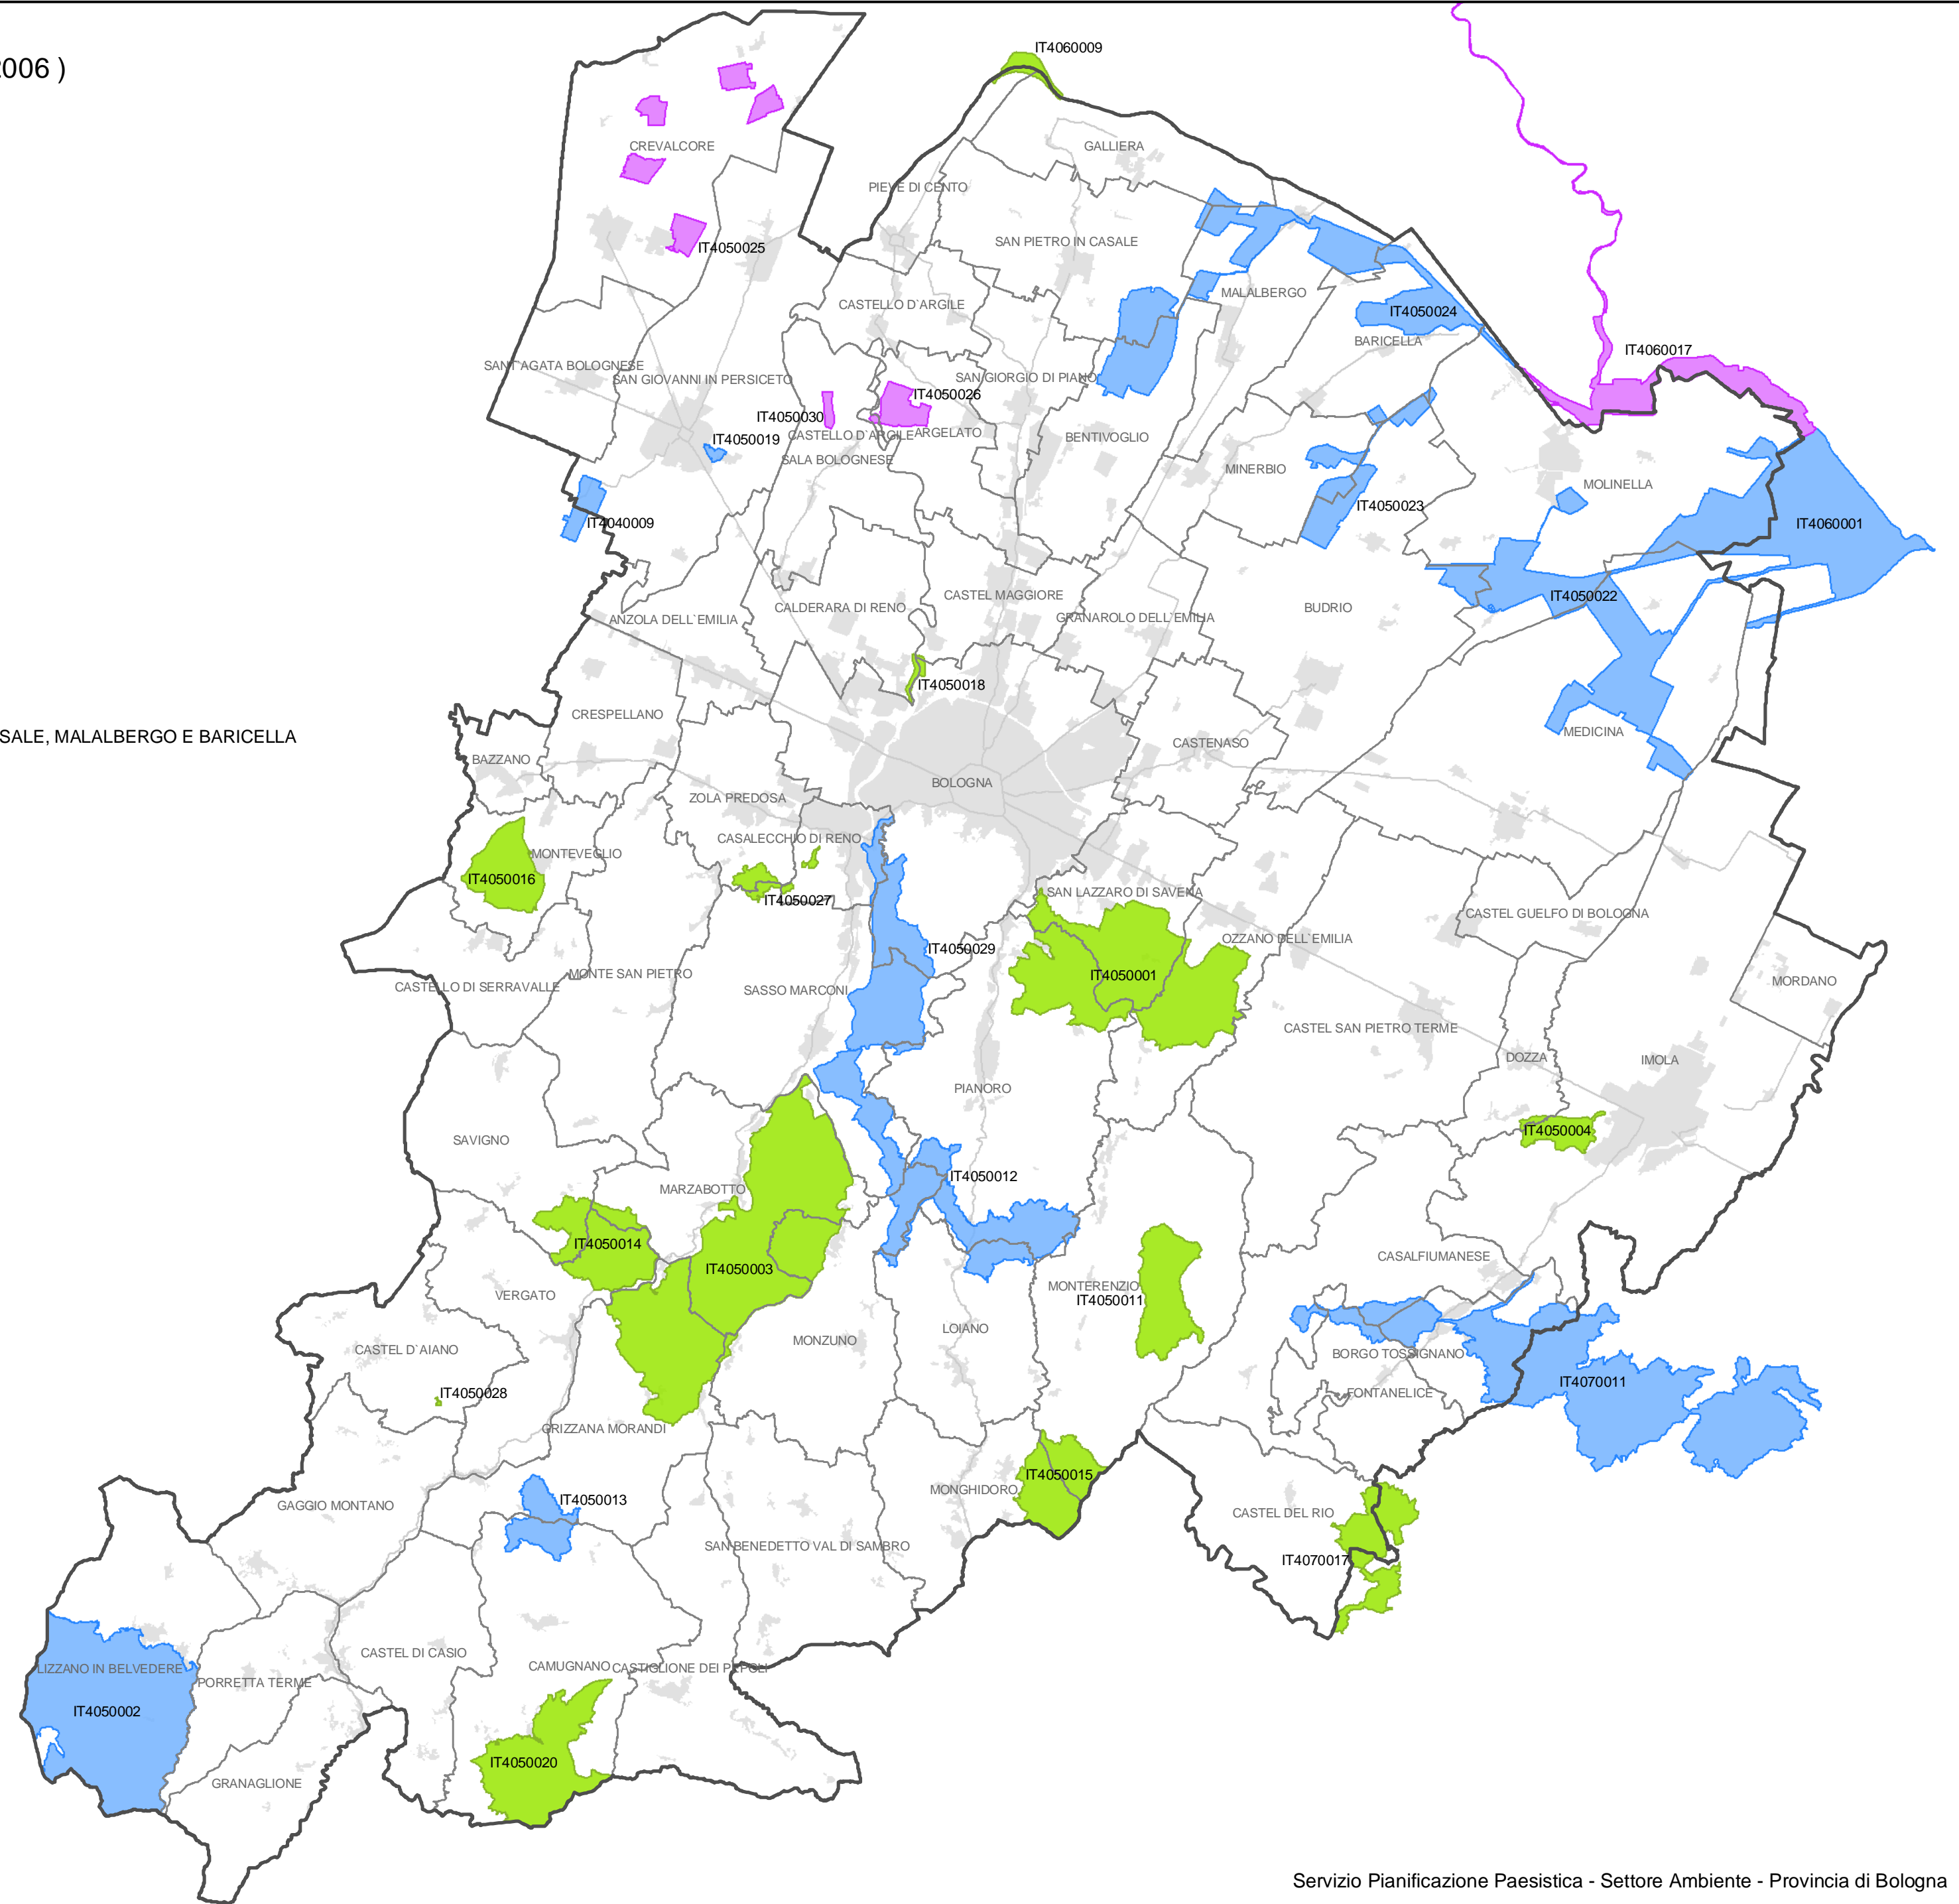 2006 )
IT4060009
GALLIERA
CREVALCORE
PIEVE DI CENTO
IT4050025
SAN PIETRO IN CASALE
MALALBERGO
CASTELLO D`ARGILE
IT4050024
BARICELLA
IT4060017
SANT`AGATA BOLOGNESE
SAN GIOVANNI IN PERSICETO
SAN GIORGIO DI PIANO
IT4050026
IT4050030
CASTELLO D`ARGILE
ARGELATO
IT4050019
BENTIVOGLIO
SALA BOLOGNESE
MINERBIO
MOLINELLA
IT4050023
IT4040009
IT4060001
CASTEL MAGGIORE
IT4050022
CALDERARA DI RENO
BUDRIO
ANZOLA DELL`EMILIA
GRANAROLO DELL`EMILIA
IT4050018
CRESPELLANO
SALE, MALALBERGO E BARICELLA
MEDICINA
CASTENASO
BAZZANO
BOLOGNA
ZOLA PREDOSA
CASALECCHIO DI RENO
MONTEVEGLIO
IT4050016
SAN LAZZARO DI SAVENA
IT4050027
CASTEL GUELFO DI BOLOGNA
OZZANO DELL`EMILIA
IT4050029
MONTE SAN PIETRO
IT4050001
MORDANO
CASTELLO DI SERRAVALLE
SASSO MARCONI
CASTEL SAN PIETRO TERME
DOZZA
IMOLA
PIANORO
IT4050004
SAVIGNO
IT4050012
MARZABOTTO
IT4050014
CASALFIUMANESE
IT4050003
MONTERENZIO
VERGATO
IT4050011
LOIANO
MONZUNO
CASTEL D`AIANO
BORGO TOSSIGNANO
IT4070011
IT4050028
FONTANELICE
GRIZZANA MORANDI
IT4050015
MONGHIDORO
IT4050013
GAGGIO MONTANO
CASTEL DEL RIO
SAN BENEDETTO VAL DI SAMBRO
IT4070017
CASTEL DI CASIO
LIZZANO IN BELVEDERE
CAMUGNANO
CASTIGLIONE DEI PEPOLI
PORRETTA TERME
IT4050002
IT4050020
GRANAGLIONE
Servizio Pianificazione Paesistica - Settore Ambiente - Provincia di Bologna